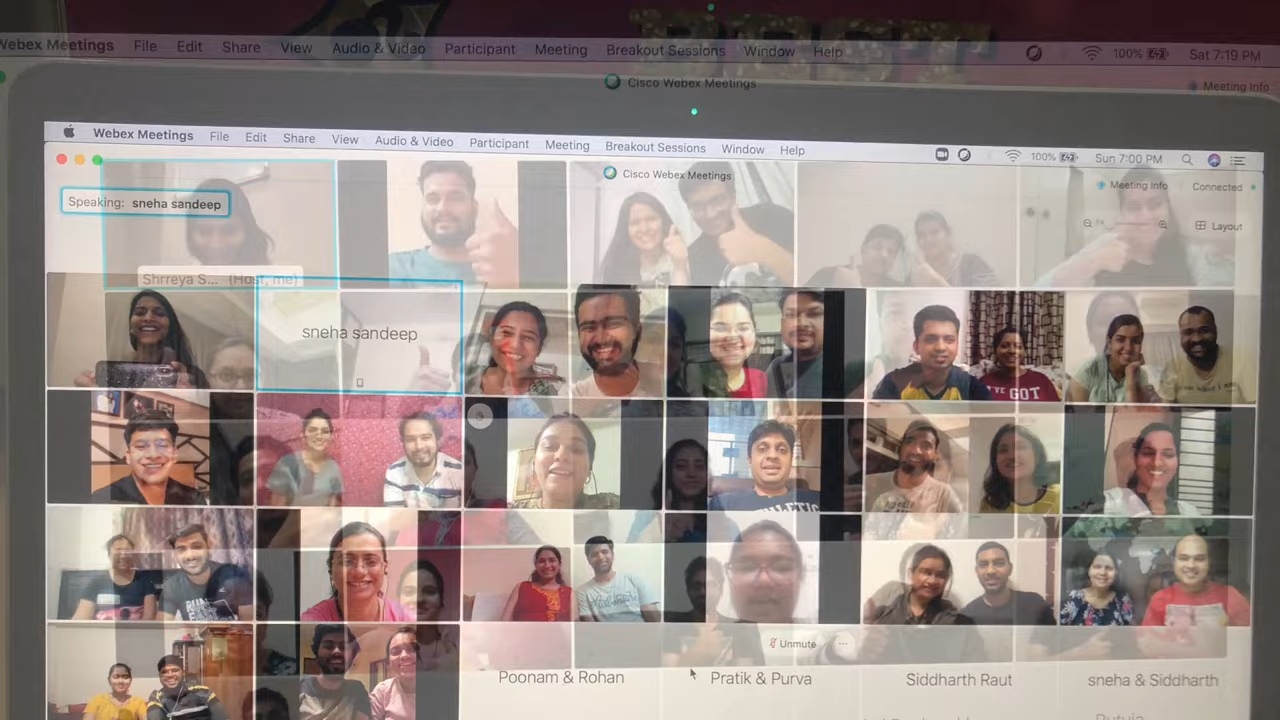 Webex Meetings File Edit Share View Audio & Video Participant Meeting Breakout Sessions Window Help 100% Sat 7:19 PM
Cisco Webex Meetings
Meeting Info
Webex Meetings File Edit Share View Audio & Video Participant Meeting Breakout Sessions Window Help 100% Sun 7:00 PM
Cisco Webex Meetings
Meeting Info Connected
Speaking: sneha sandeep
Layout
Shrreya S... (Host, me)
sneha sandeep
I'VE GOT
Unmute
Poonam & Rohan
Pratik & Purva
Siddharth Raut
sneha & Siddharth